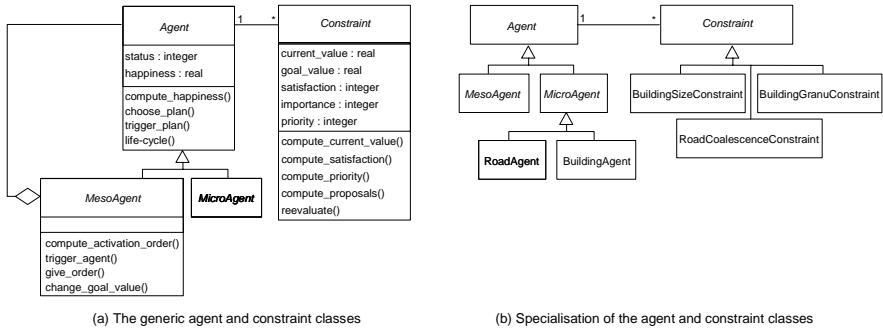 Agent
status : integer
happiness : real
compute_happiness()
choose_plan()
trigger_plan()
life-cycle()
1
*
Constraint
current_value : real
goal_value : real
satisfaction : integer
importance : integer
priority : integer
compute_current_value()
compute_satisfaction()
compute_priority()
compute_proposals()
reevaluate()
MesoAgent
compute_activation_order()
trigger_agent()
give_order()
change_goal_value()
MicroAgent
(a) The generic agent and constraint classes
Agent
1
*
Constraint
MesoAgent
MicroAgent
RoadAgent
BuildingAgent
BuildingSizeConstraint
BuildingGranuConstraint
RoadCoalescenceConstraint
(b) Specialisation of the agent and constraint classes